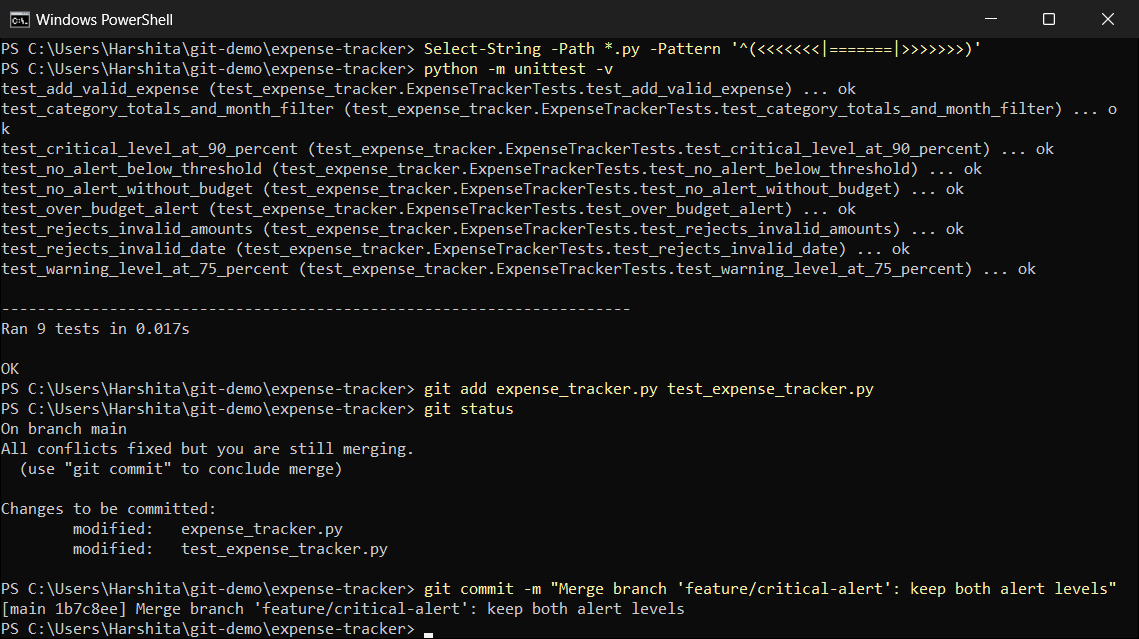 Windows PowerShell
PS C:\Users\Harshita\git-demo\expense-tracker> Select-String -Path *.py -Pattern '^(<<<<<<<|=======|>>>>>>>)'
PS C:\Users\Harshita\git-demo\expense-tracker> python -m unittest -v
test_add_valid_expense (test_expense_tracker.ExpenseTrackerTests.test_add_valid_expense) ... ok
test_category_totals_and_month_filter (test_expense_tracker.ExpenseTrackerTests.test_category_totals_and_month_filter) ... o
k
test_critical_level_at_90_percent (test_expense_tracker.ExpenseTrackerTests.test_critical_level_at_90_percent) ... ok
test_no_alert_below_threshold (test_expense_tracker.ExpenseTrackerTests.test_no_alert_below_threshold) ... ok
test_no_alert_without_budget (test_expense_tracker.ExpenseTrackerTests.test_no_alert_without_budget) ... ok
test_over_budget_alert (test_expense_tracker.ExpenseTrackerTests.test_over_budget_alert) ... ok
test_rejects_invalid_amounts (test_expense_tracker.ExpenseTrackerTests.test_rejects_invalid_amounts) ... ok
test_rejects_invalid_date (test_expense_tracker.ExpenseTrackerTests.test_rejects_invalid_date) ... ok
test_warning_level_at_75_percent (test_expense_tracker.ExpenseTrackerTests.test_warning_level_at_75_percent) ... ok
----------------------------------------------------------------------
Ran 9 tests in 0.017s
OK
PS C:\Users\Harshita\git-demo\expense-tracker> git add expense_tracker.py test_expense_tracker.py
PS C:\Users\Harshita\git-demo\expense-tracker> git status
On branch main
All conflicts fixed but you are still merging.
  (use "git commit" to conclude merge)
Changes to be committed:
        modified:   expense_tracker.py
        modified:   test_expense_tracker.py
PS C:\Users\Harshita\git-demo\expense-tracker> git commit -m "Merge branch 'feature/critical-alert': keep both alert levels"
[main 1b7c8ee] Merge branch 'feature/critical-alert': keep both alert levels
PS C:\Users\Harshita\git-demo\expense-tracker>